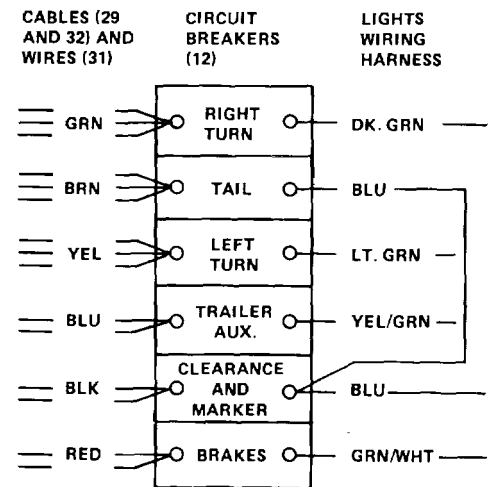 CABLES (29 AND 32) AND WIRES (31)
CIRCUIT BREAKERS (12)
LIGHTS WIRING HARNESS
GRN RIGHT TURN DK. GRN
BRN TAIL BLU
YEL LEFT TURN LT. GRN
BLU TRAILER AUX. YEL/GRN
BLK CLEARANCE AND MARKER BLU
RED BRAKES GRN/WHT